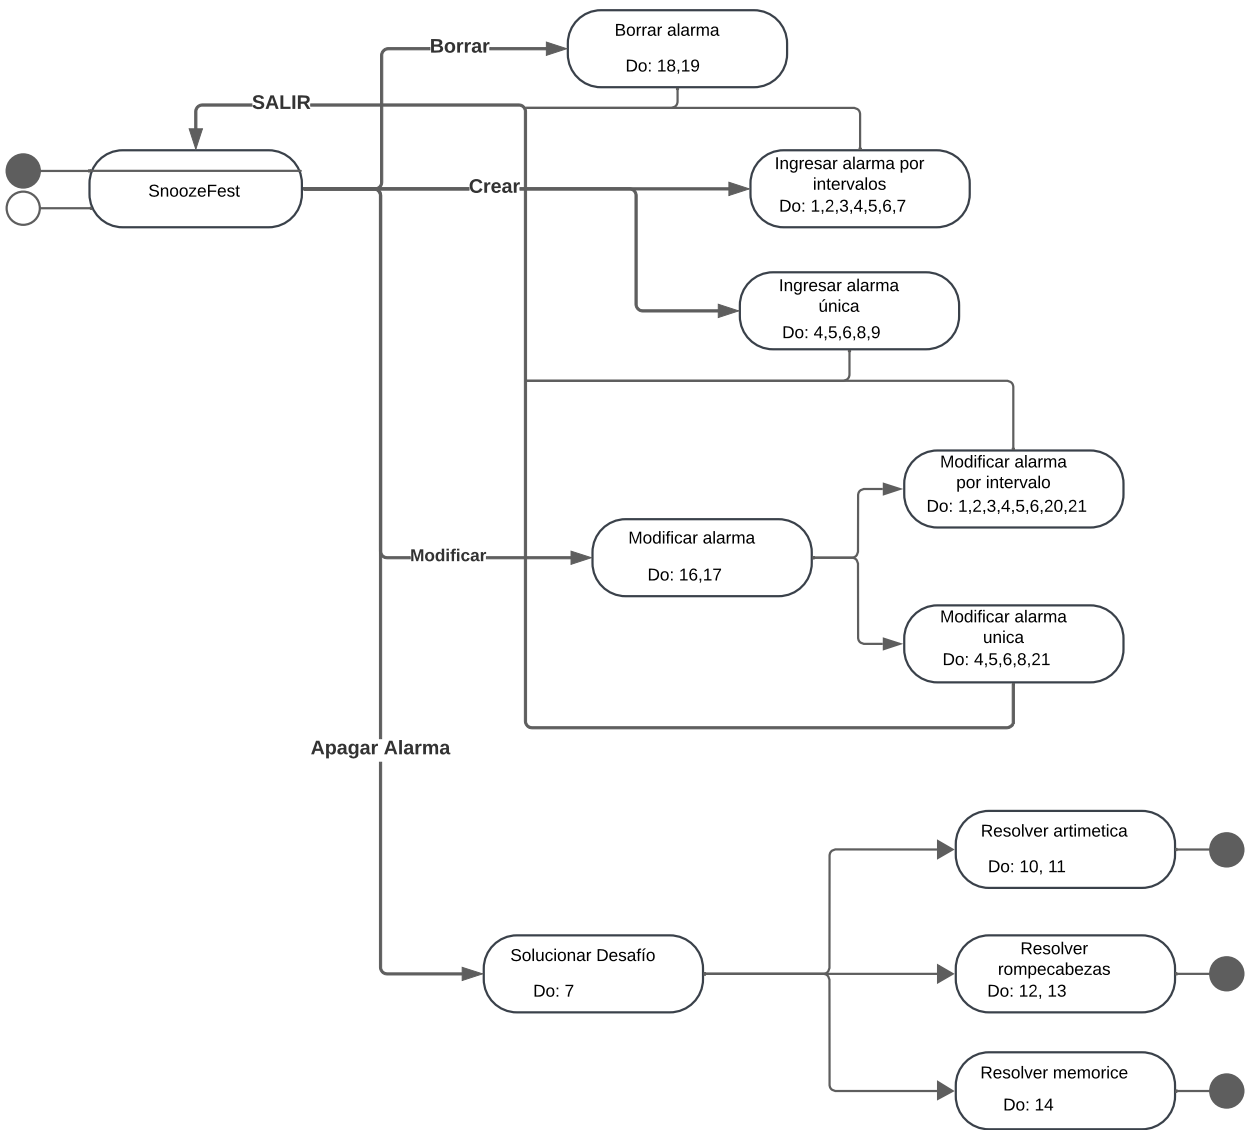 Borrar alarma
Do: 18,19
Borrar
SALIR
SnoozeFest
Crear
Ingresar alarma por
intervalos
Do: 1,2,3,4,5,6,7
Ingresar alarma
única
Do: 4,5,6,8,9
Modificar alarma
por intervalo
Do: 1,2,3,4,5,6,20,21
Modificar
Modificar alarma
Do: 16,17
Modificar alarma
unica
Do: 4,5,6,8,21
Apagar Alarma
Resolver artimetica
Do: 10, 11
Solucionar Desafío
Do: 7
Resolver
rompecabezas
Do: 12, 13
Resolver memorice
Do: 14